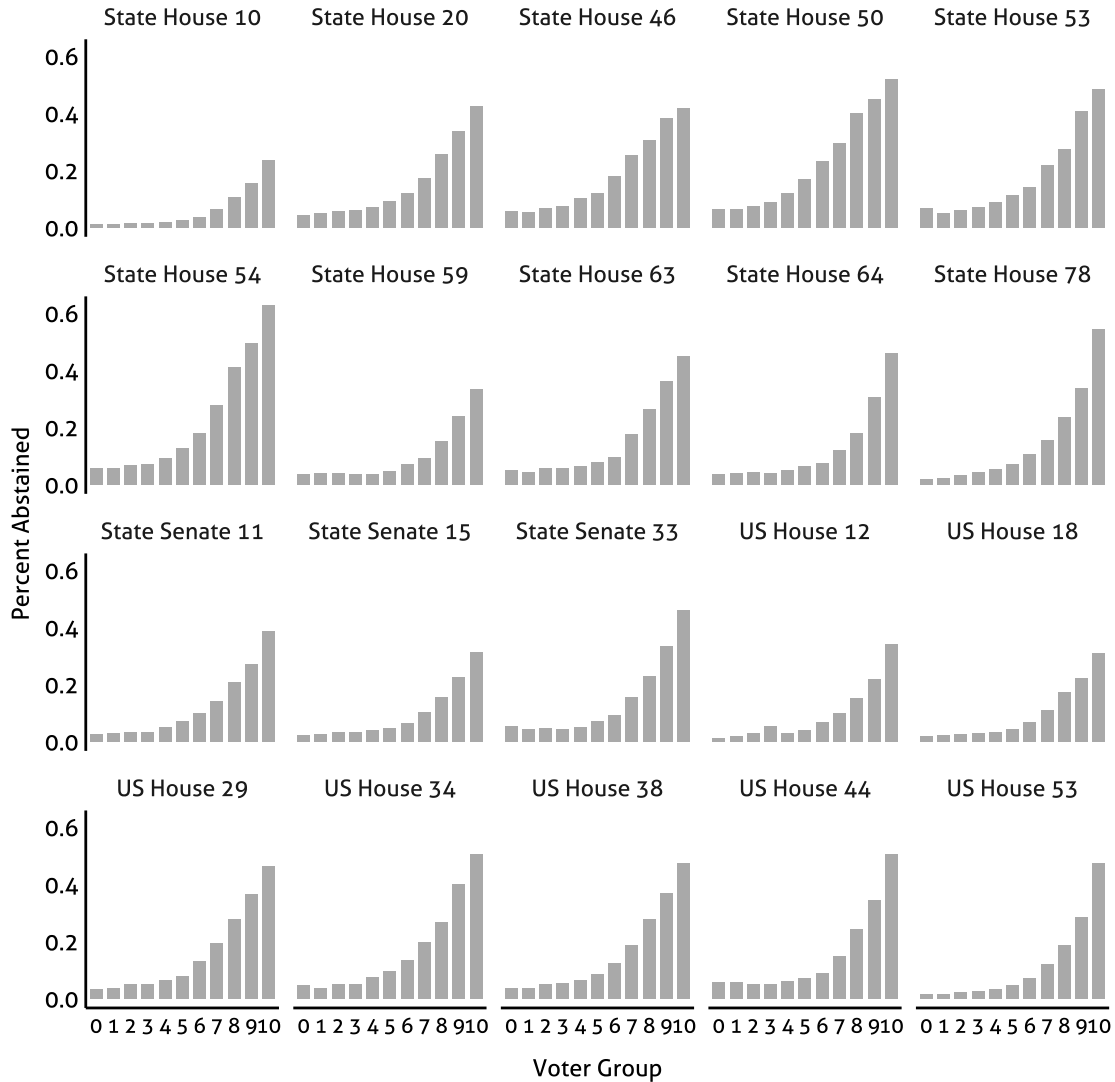 State House 10 State House 20 State House 46 State House 50 State House 53
0.6
0.4
0.2
0.0
State House 54 State House 59 State House 63 State House 64 State House 78
0.6
0.4
0.2
0.0
Percent Abstained
State Senate 11 State Senate 15 State Senate 33 US House 12 US House 18
0.6
0.4
0.2
0.0
US House 29 US House 34 US House 38 US House 44 US House 53
0.6
0.4
0.2
0.0
0 1 2 3 4 5 6 7 8 9 10 0 1 2 3 4 5 6 7 8 9 10 0 1 2 3 4 5 6 7 8 9 10 0 1 2 3 4 5 6 7 8 9 10 0 1 2 3 4 5 6 7 8 9 10
Voter Group